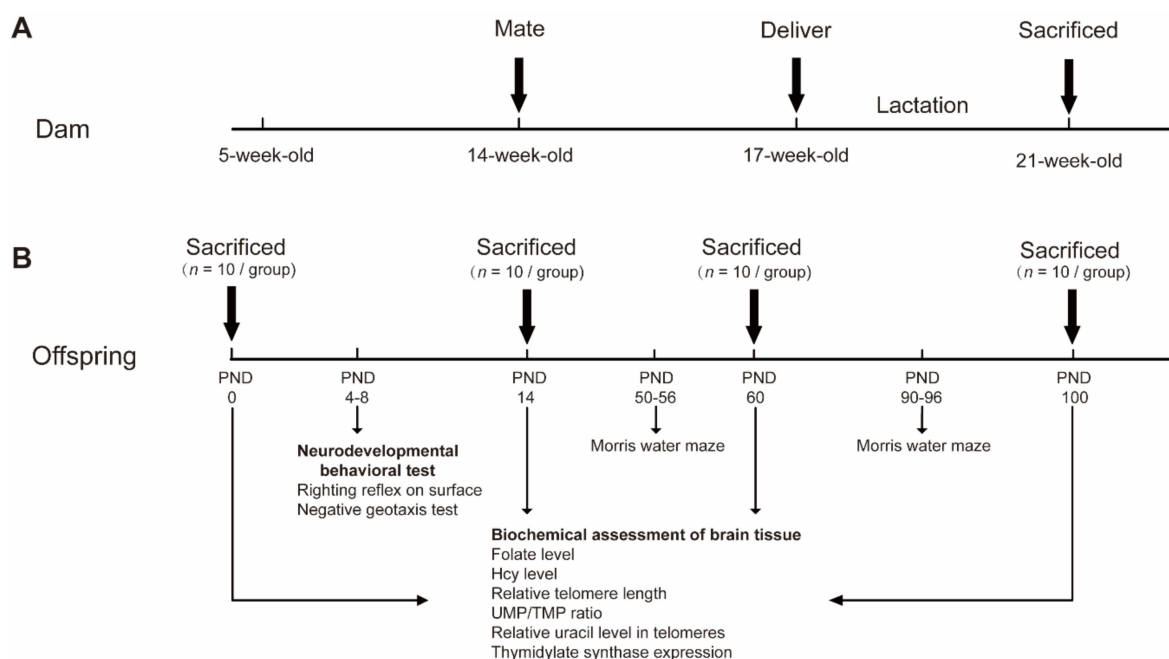 A
Mate
Deliver
Sacrificed
Lactation
Dam
5-week-old
14-week-old
17-week-old
21-week-old
B
Sacrificed
(n = 10 / group)
Sacrificed
(n = 10 / group)
Sacrificed
(n = 10 / group)
Sacrificed
(n = 10 / group)
Offspring
PND
0
PND
4-8
PND
14
PND
50-56
PND
60
PND
90-96
PND
100
Neurodevelopmental
behavioral test
Righting reflex on surface
Negative geotaxis test
Morris water maze
Morris water maze
Biochemical assessment of brain tissue
Folate level
Hcy level
Relative telomere length
UMP/TMP ratio
Relative uracil level in telomeres
Thymidylate synthase expression